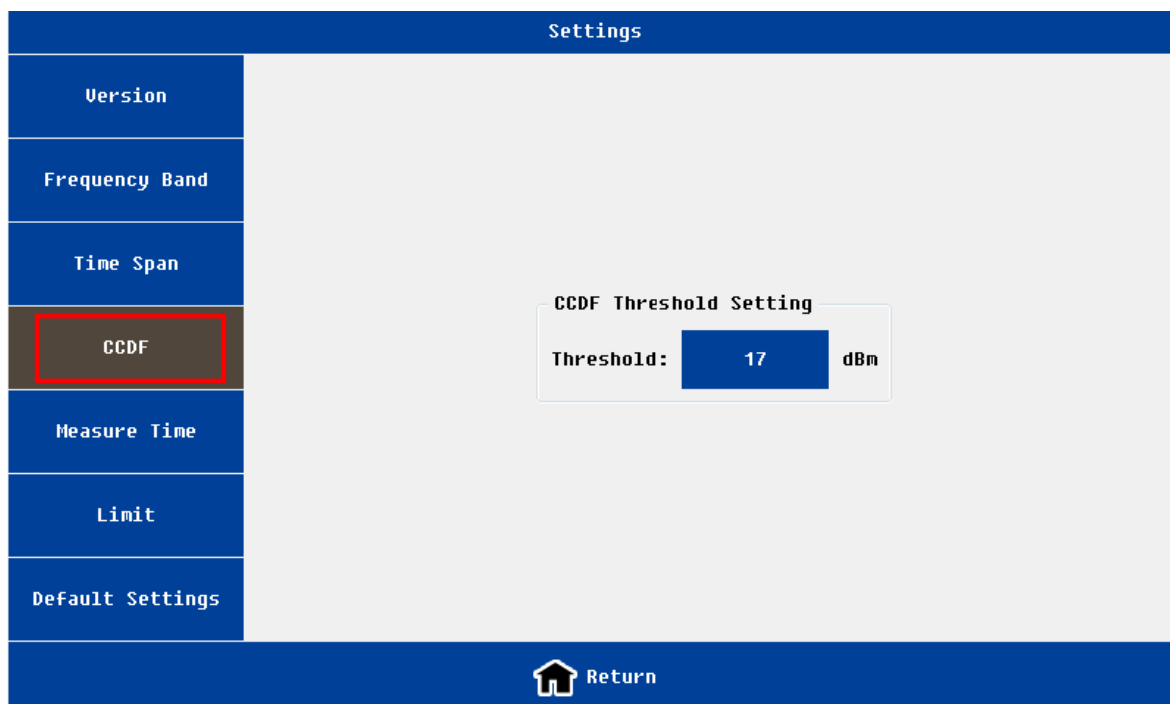 Settings
Version
Frequency Band
Time Span
CCDF
Measure Time
Limit
Default Settings
CCDF Threshold Setting
Threshold: 17 dBm
Return